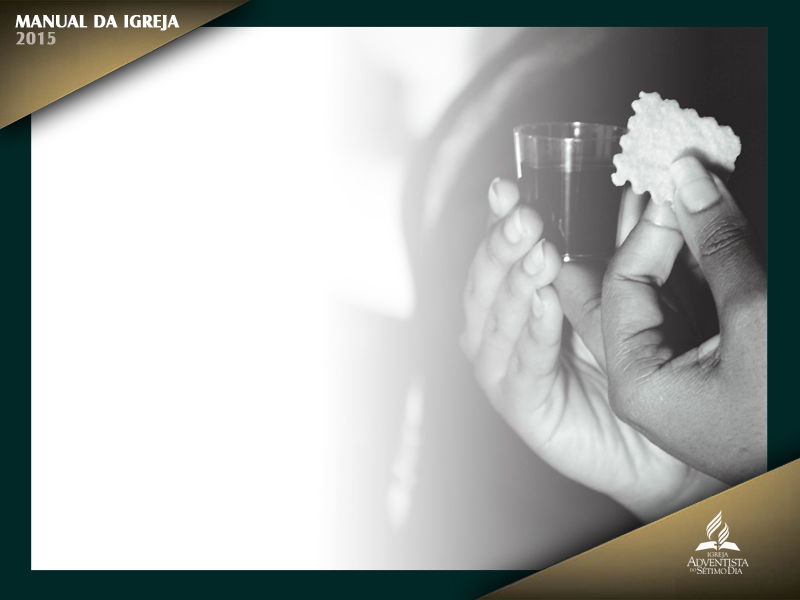 MANUAL DA IGREJA
2015
IGREJA
ADVENTISTA
DO SÉTIMO DIA